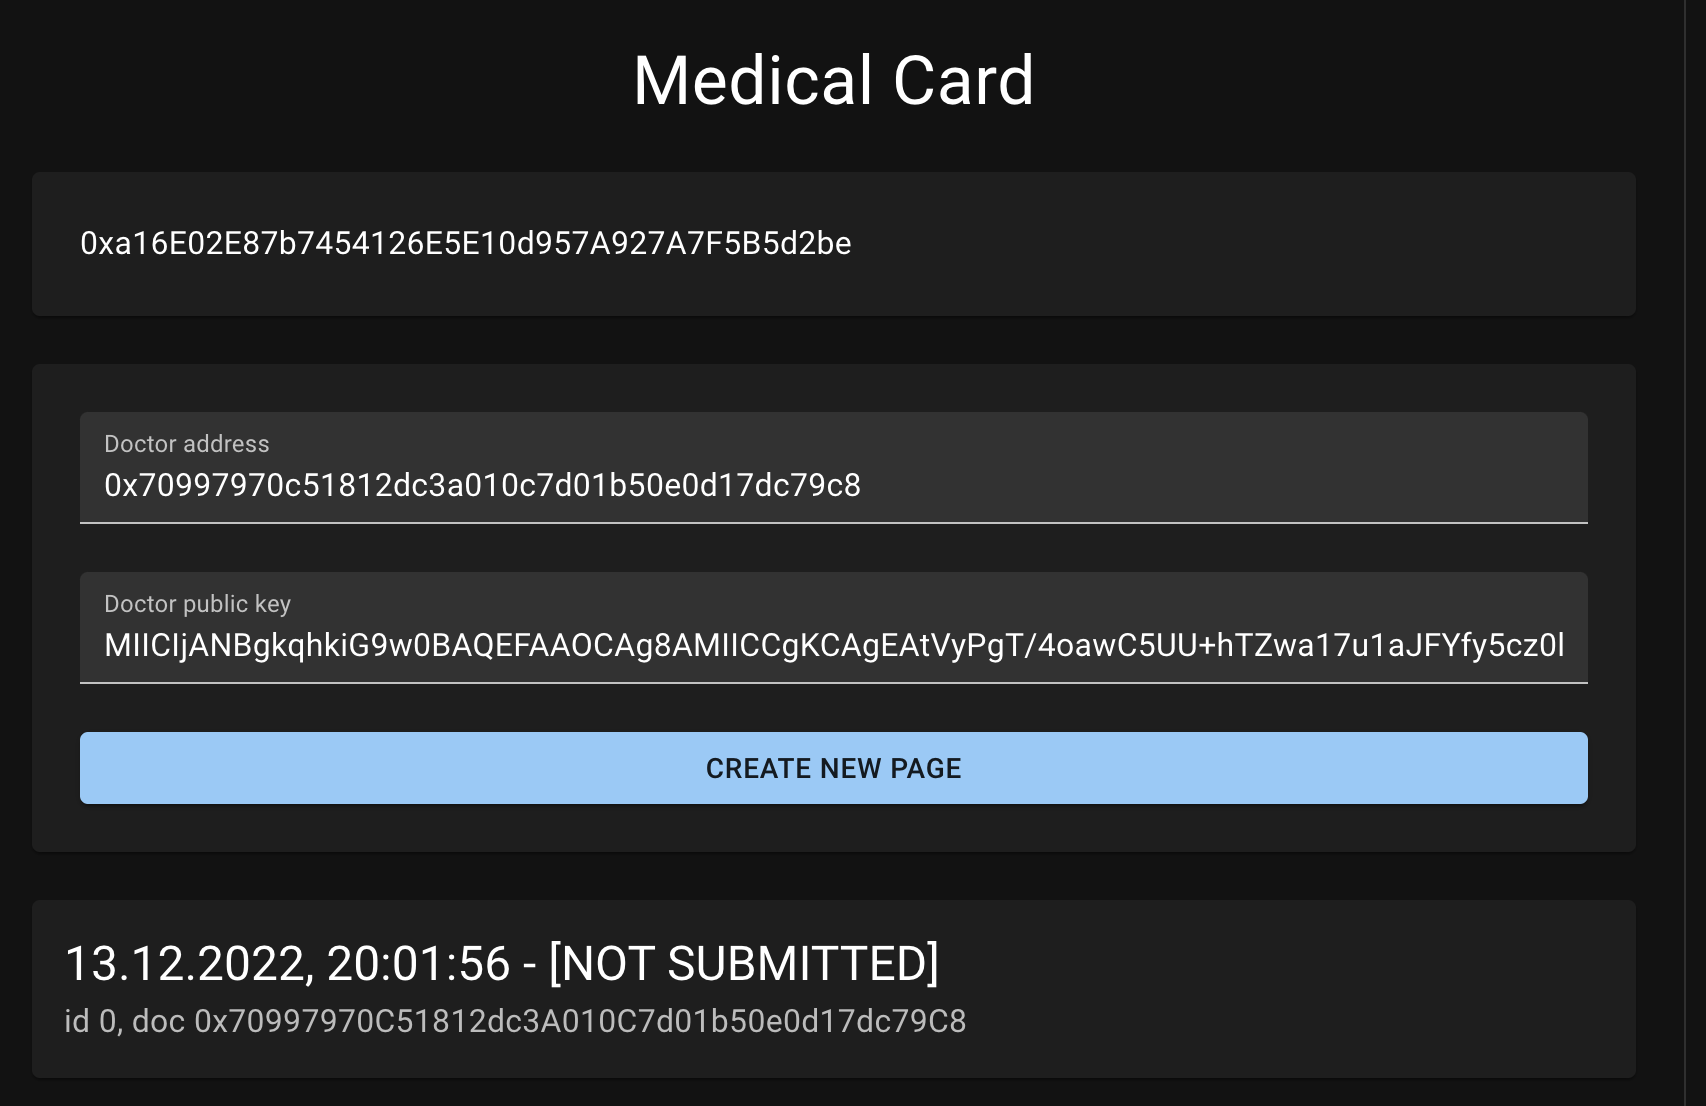 Medical Card
0xa16E02E87b7454126E5E10d957A927A7F5B5d2be
Doctor address
0x70997970c51812dc3a010c7d01b50e0d17dc79c8
Doctor public key
MIICIjANBgkqhkiG9w0BAQEFAAOCAg8AMIICCgKCAgEAtVyPgT/4oawC5UU+hTZwa17u1aJFYfy5cz0l
CREATE NEW PAGE
13.12.2022, 20:01:56 - [NOT SUBMITTED]
id 0, doc 0x70997970C51812dc3A010C7d01b50e0d17dc79C8